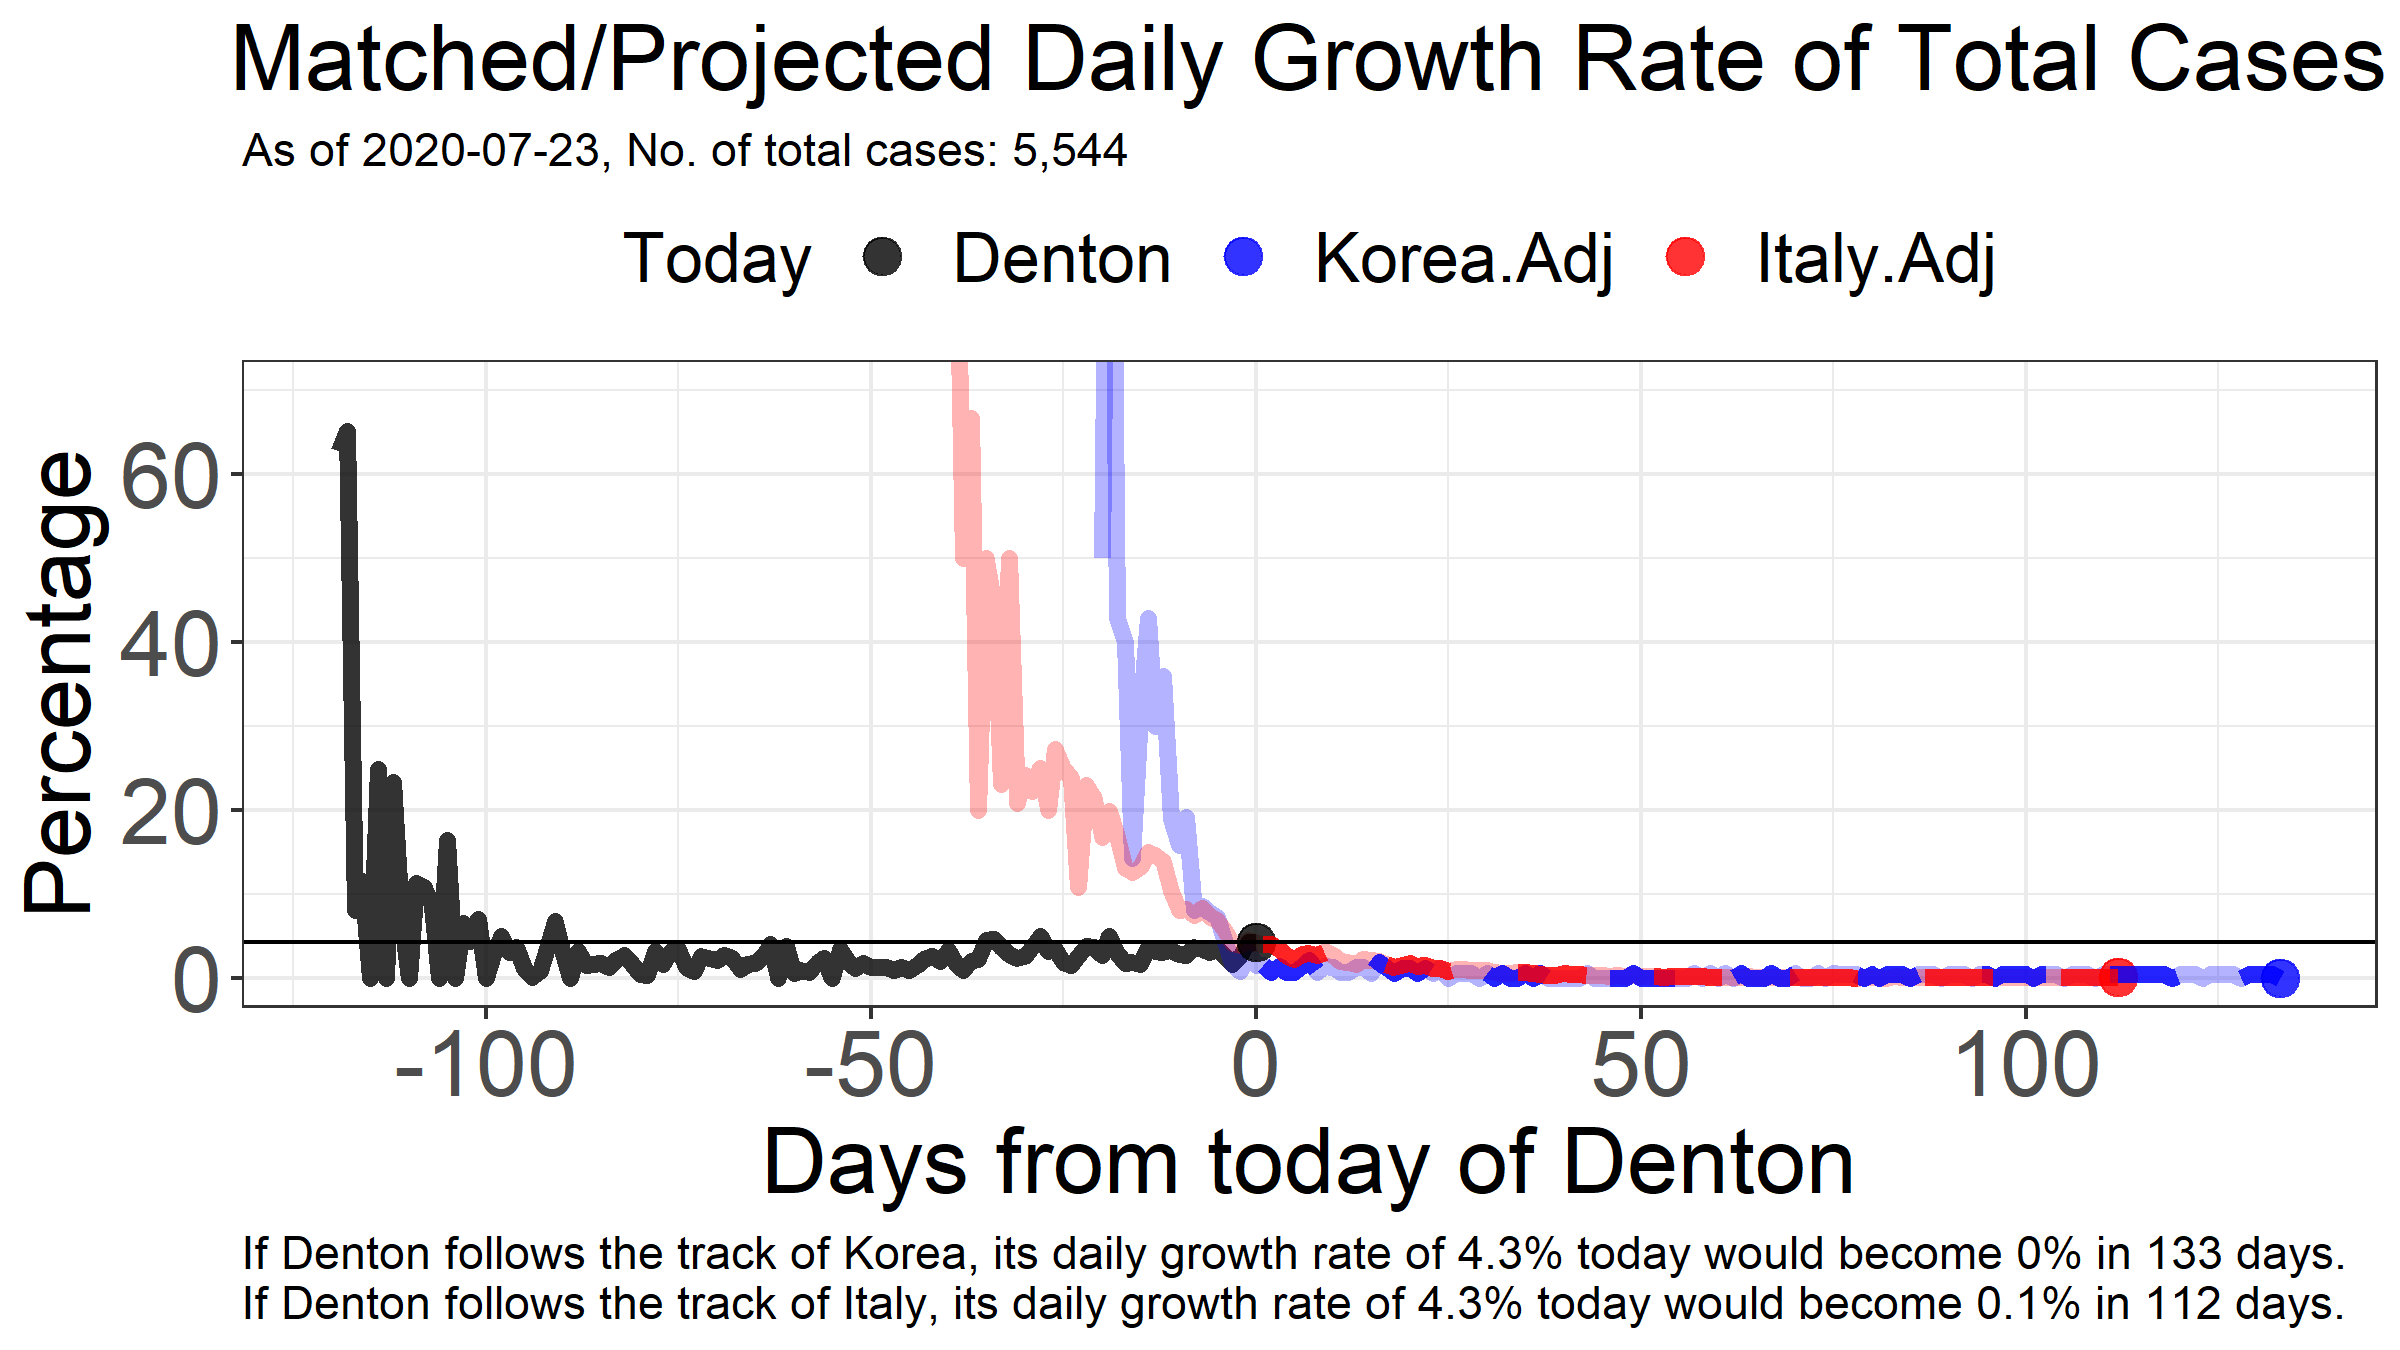 Matched/Projected Daily Growth Rate of Total Cases
As of 2020-07-23, No. of total cases: 5,544
Today Denton Korea.Adj Italy.Adj
Percentage
60
40
20
0
-100 -50 0 50 100
Days from today of Denton
If Denton follows the track of Korea, its daily growth rate of 4.3% today would become 0% in 133 days.
If Denton follows the track of Italy, its daily growth rate of 4.3% today would become 0.1% in 112 days.